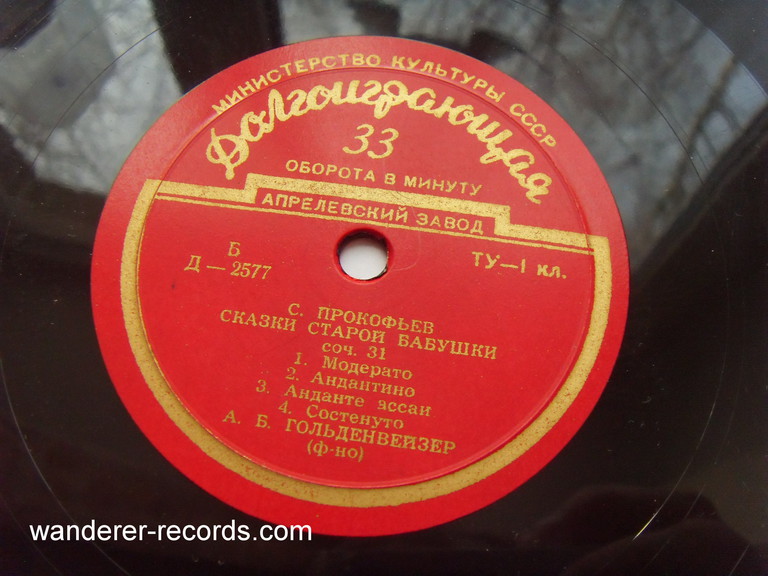 МИНИСТЕРСТВО КУЛЬТУРЫ СССР
Долгоиграющая
33
ОБОРОТА В МИНУТУ
АПРЕЛЕВСКИЙ ЗАВОД
Б
Д — 2577
ТУ—1 кл.
С. ПРОКОФЬЕВ
СКАЗКИ СТАРОЙ БАБУШКИ
соч. 31
1. Модерато
2. Андантино
3. Анданте эссаи
4. Состенуто
А. Б. ГОЛЬДЕНВЕЙЗЕР
(ф-но)
wanderer-records.com